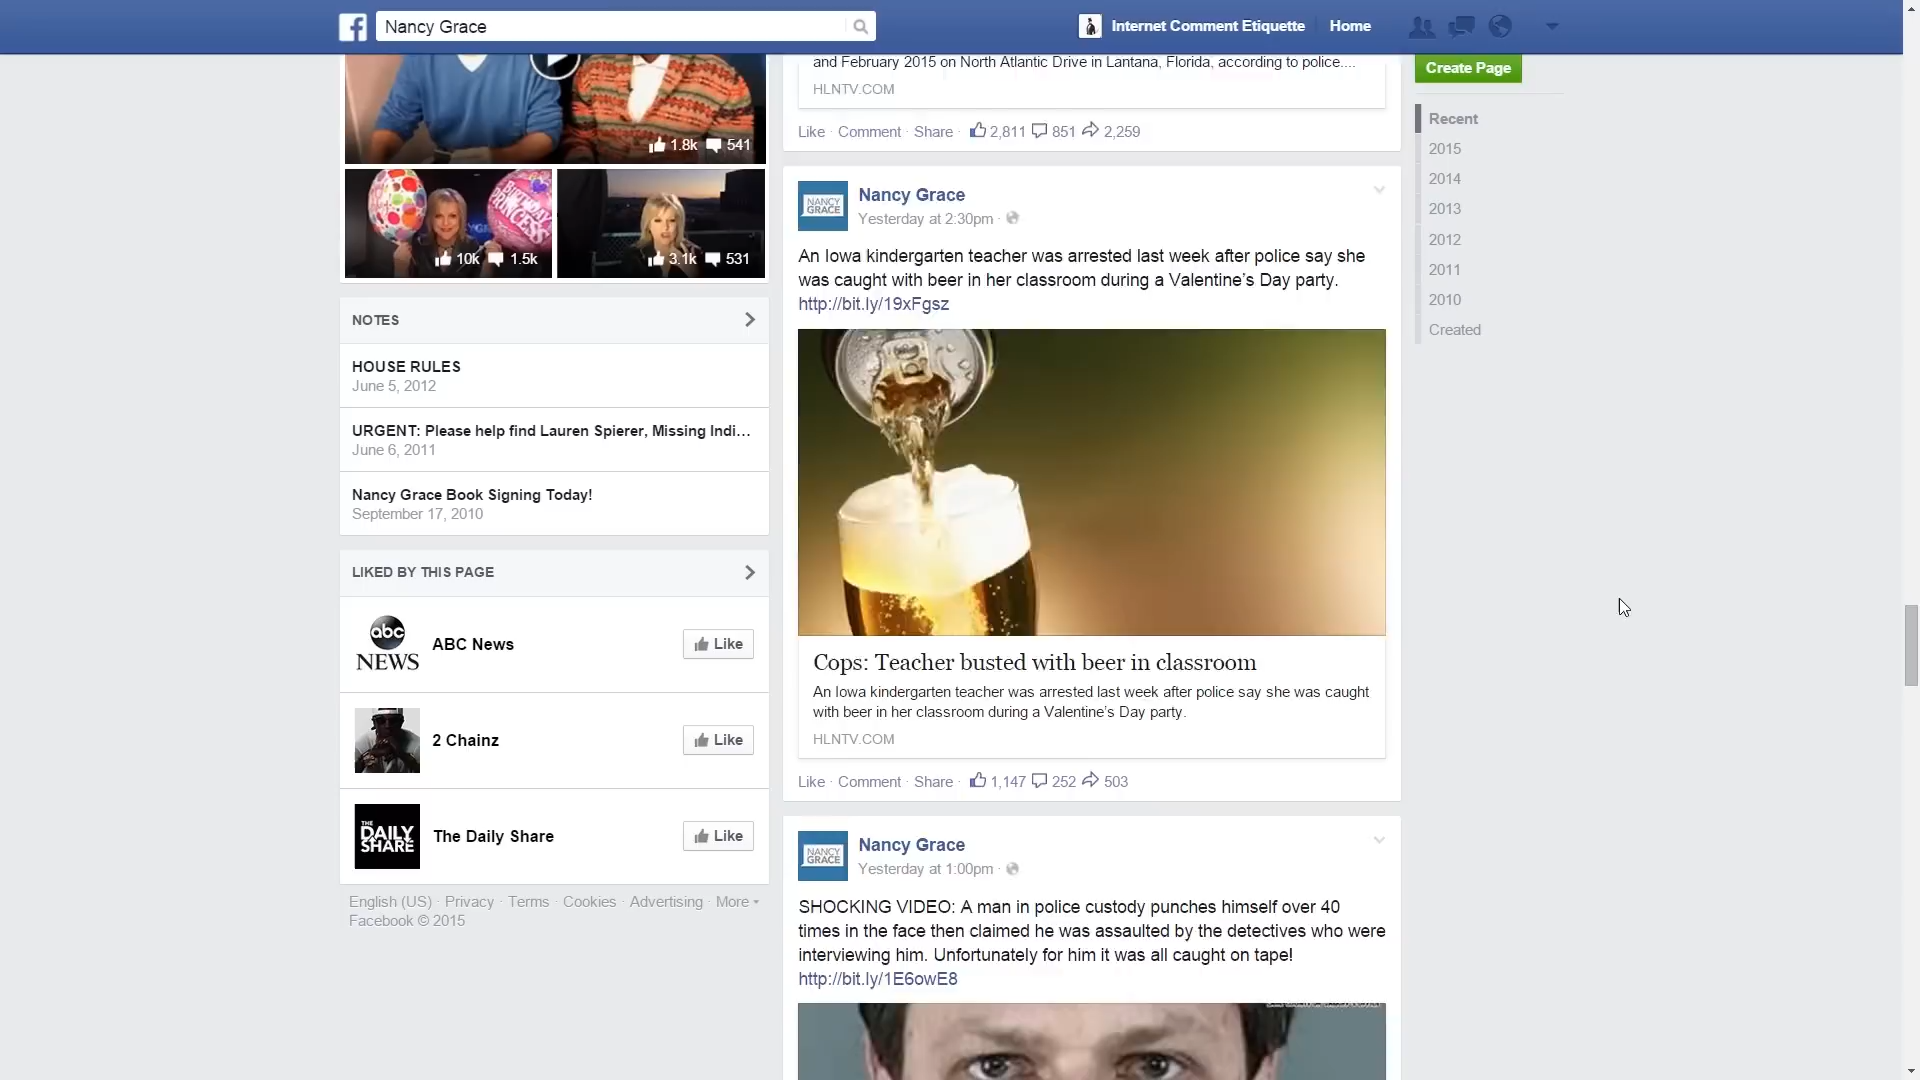 Nancy Grace
Internet Comment Etiquette
Home
1.8k 541
10k 1.5k
3.1k 531
NOTES
HOUSE RULES
June 5, 2012
URGENT: Please help find Lauren Spierer, Missing Indi...
June 6, 2011
Nancy Grace Book Signing Today!
September 17, 2010
LIKED BY THIS PAGE
abc
NEWS
ABC News
Like
2 Chainz
Like
THE
DAILY
SHARE
The Daily Share
Like
English (US) · Privacy · Terms · Cookies · Advertising · More
Facebook © 2015
and February 2015 on North Atlantic Drive in Lantana, Florida, according to police....
HLNTV.COM
Like · Comment · Share · 2,811 851 2,259
NANCY
GRACE
Nancy Grace
Yesterday at 2:30pm ·
An Iowa kindergarten teacher was arrested last week after police say she
was caught with beer in her classroom during a Valentine's Day party.
http://bit.ly/19xFgsz
Cops: Teacher busted with beer in classroom
An Iowa kindergarten teacher was arrested last week after police say she was caught
with beer in her classroom during a Valentine's Day party.
HLNTV.COM
Like · Comment · Share · 1,147 252 503
NANCY
GRACE
Nancy Grace
Yesterday at 1:00pm ·
SHOCKING VIDEO: A man in police custody punches himself over 40
times in the face then claimed he was assaulted by the detectives who were
interviewing him. Unfortunately for him it was all caught on tape!
http://bit.ly/1E6owE8
Create Page
Recent
2015
2014
2013
2012
2011
2010
Created